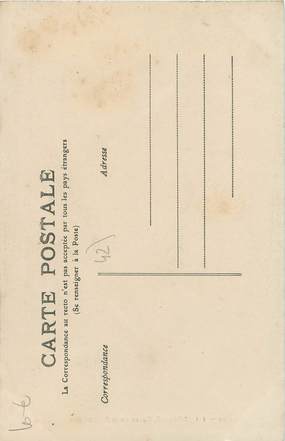 CARTE POSTALE
La Correspondance au recto n'est pas acceptée par tous les pays étrangers
(Se renseigner à la Poste)
Correspondance
Adresse
42)